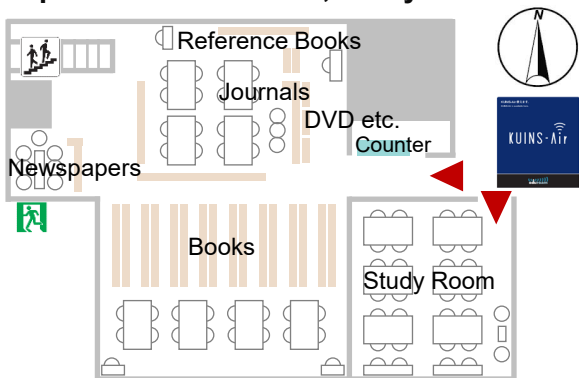 N
Reference Books
Journals
DVD etc.
Counter
KUINS-Air
Newspapers
Books
Study Room